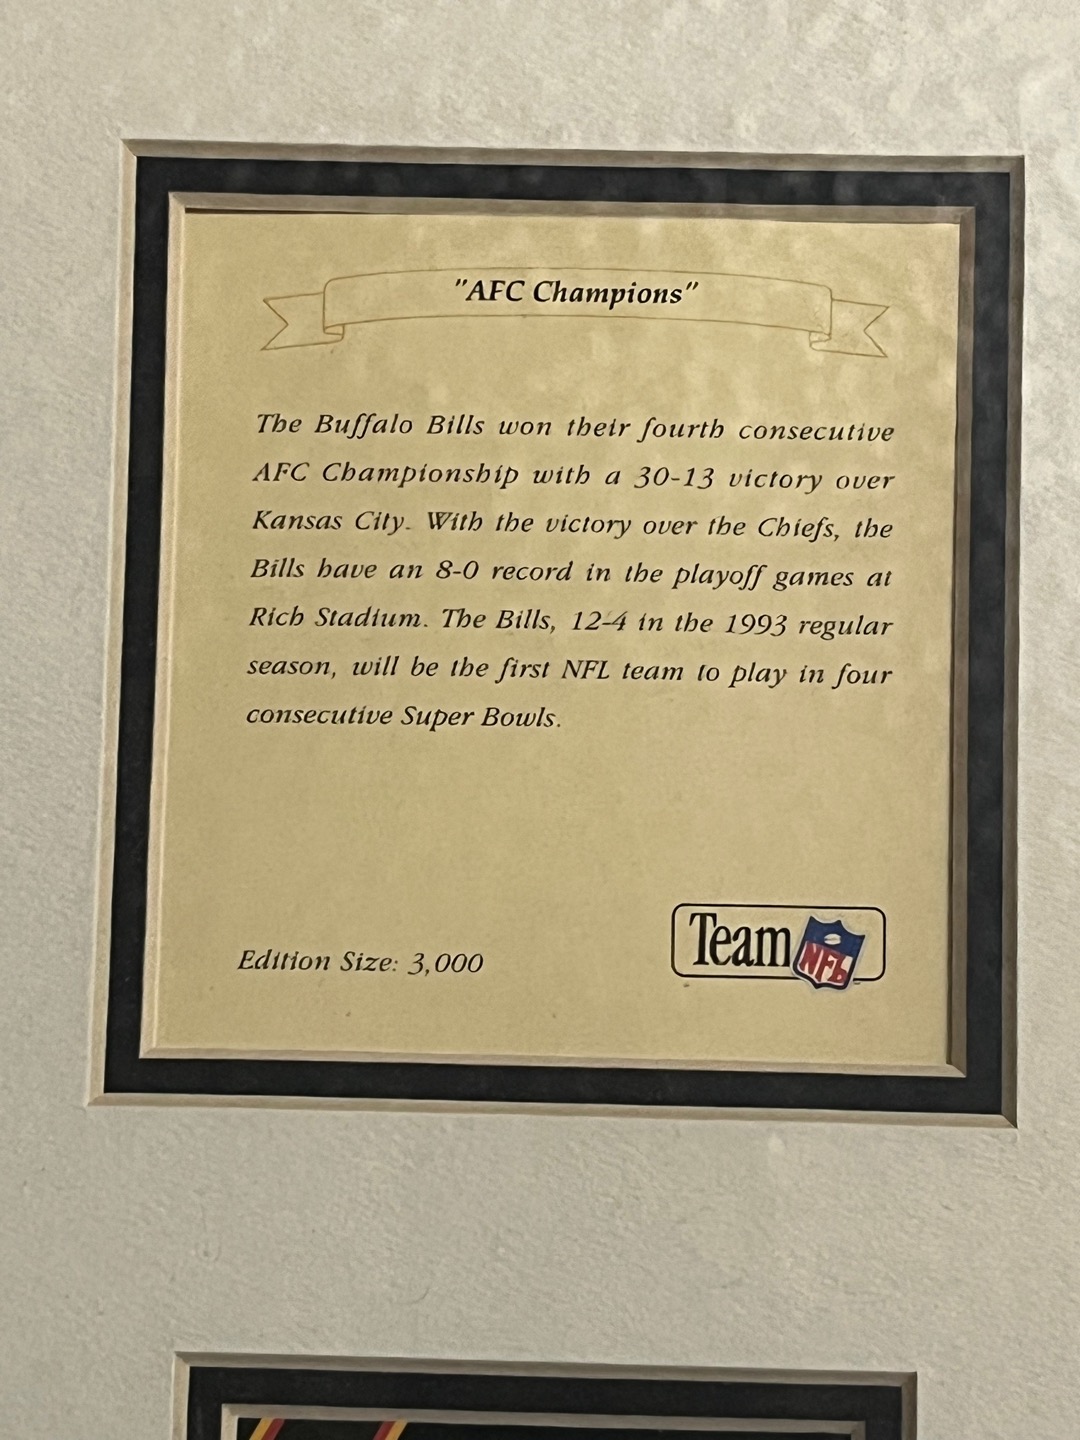 "AFC Champions"
The Buffalo Bills won their fourth consecutive
AFC Championship with a 30-13 victory over
Kansas City. With the victory over the Chiefs, the
Bills have an 8-0 record in the playoff games at
Rich Stadium. The Bills, 12-4 in the 1993 regular
season, will be the first NFL team to play in four
consecutive Super Bowls.
Edition Size: 3,000
Team NFL